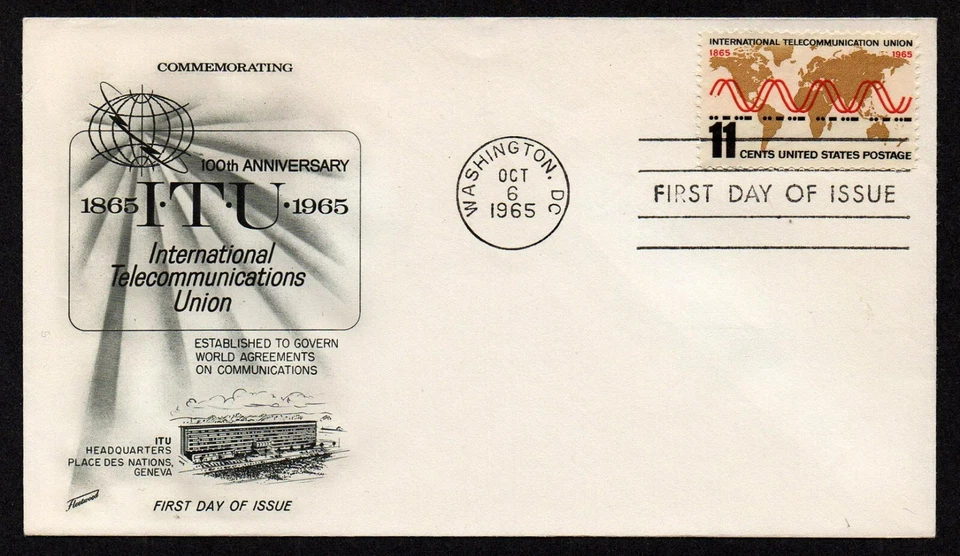 COMMEMORATING
100th ANNIVERSARY
1865 I·T·U· 1965
International
Telecommunications
Union
ESTABLISHED TO GOVERN
WORLD AGREEMENTS
ON COMMUNICATIONS
ITU
HEADQUARTERS
PLACE DES NATIONS,
GENEVA
Fleetwood
FIRST DAY OF ISSUE
WASHINGTON. DC
OCT
6
1965
INTERNATIONAL TELECOMMUNICATION UNION
1865 1965
11 CENTS UNITED STATES POSTAGE
FIRST DAY OF ISSUE